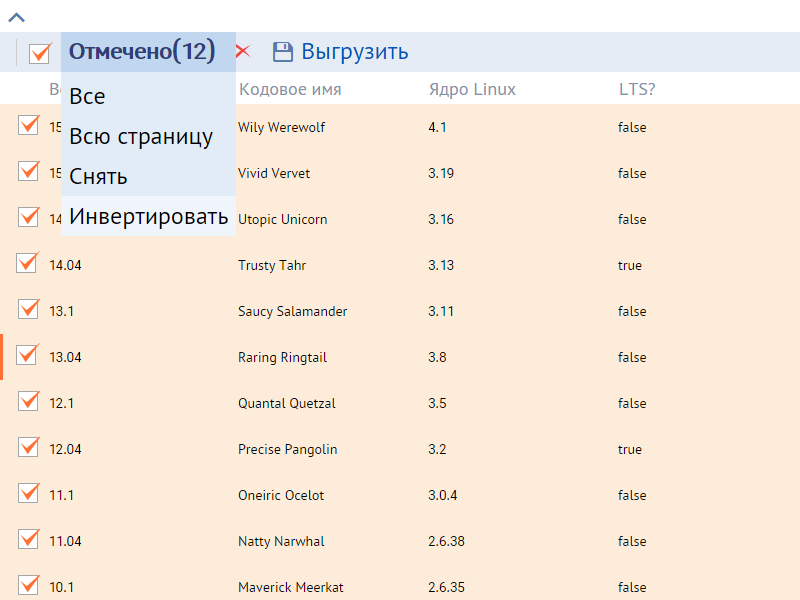 Отмечено(12) Выгрузить
Ве Кодовое имя Ядро Linux LTS?
Все
Всю страницу
Снять
Инвертировать
15 Wily Werewolf 4.1 false
15 Vivid Vervet 3.19 false
14 Utopic Unicorn 3.16 false
14.04 Trusty Tahr 3.13 true
13.1 Saucy Salamander 3.11 false
13.04 Raring Ringtail 3.8 false
12.1 Quantal Quetzal 3.5 false
12.04 Precise Pangolin 3.2 true
11.1 Oneiric Ocelot 3.0.4 false
11.04 Natty Narwhal 2.6.38 false
10.1 Maverick Meerkat 2.6.35 false